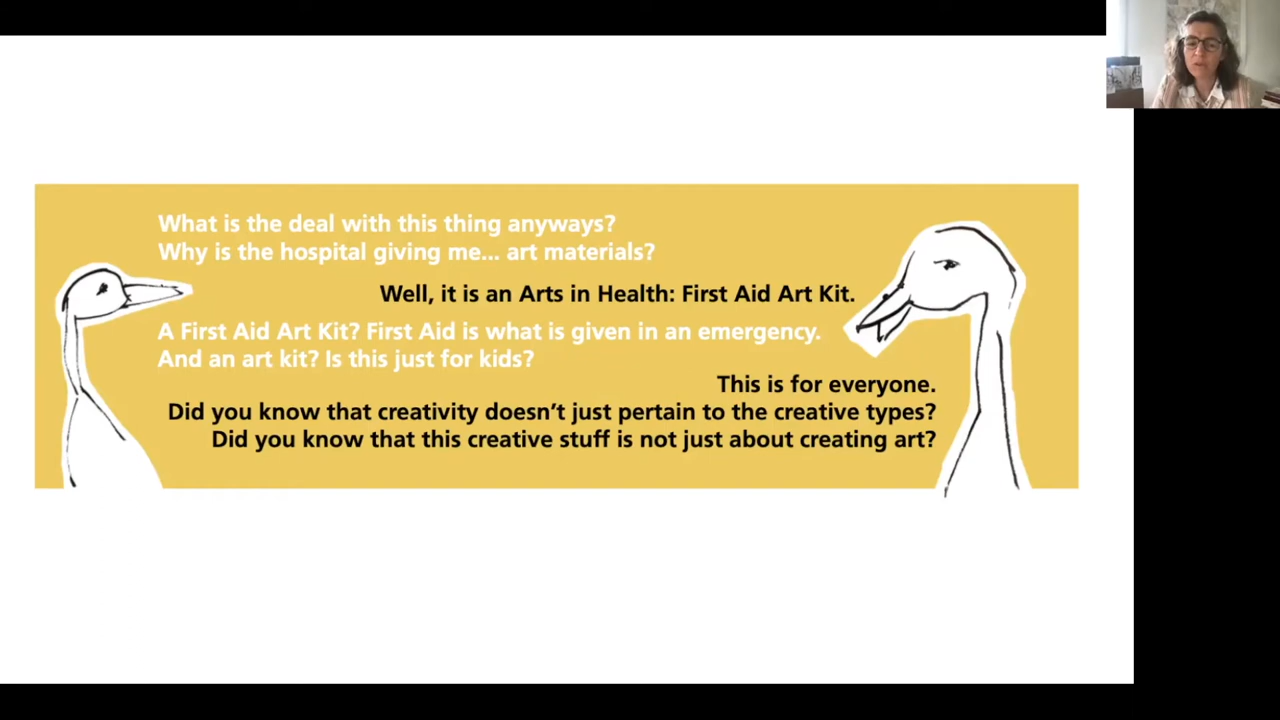 What is the deal with this thing anyways?
Why is the hospital giving me... art materials?
Well, it is an Arts in Health: First Aid Art Kit.
A First Aid Art Kit? First Aid is what is given in an emergency.
And an art kit? Is this just for kids?
This is for everyone.
Did you know that creativity doesn’t just pertain to the creative types?
Did you know that this creative stuff is not just about creating art?